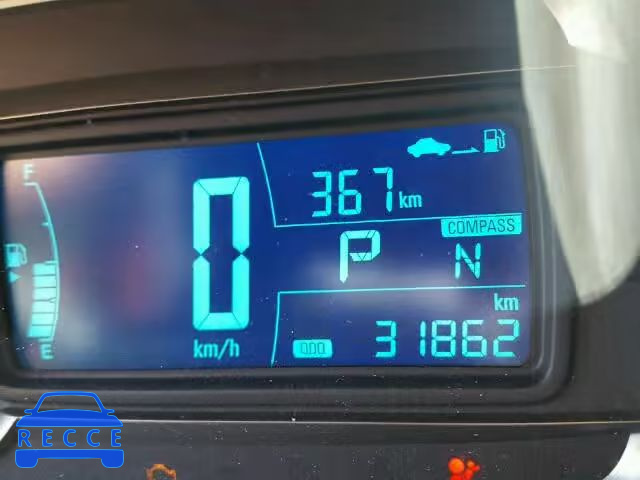 F
367 km
COMPASS
0
P
N
km
E
km/h
ODO
31862
RECCE